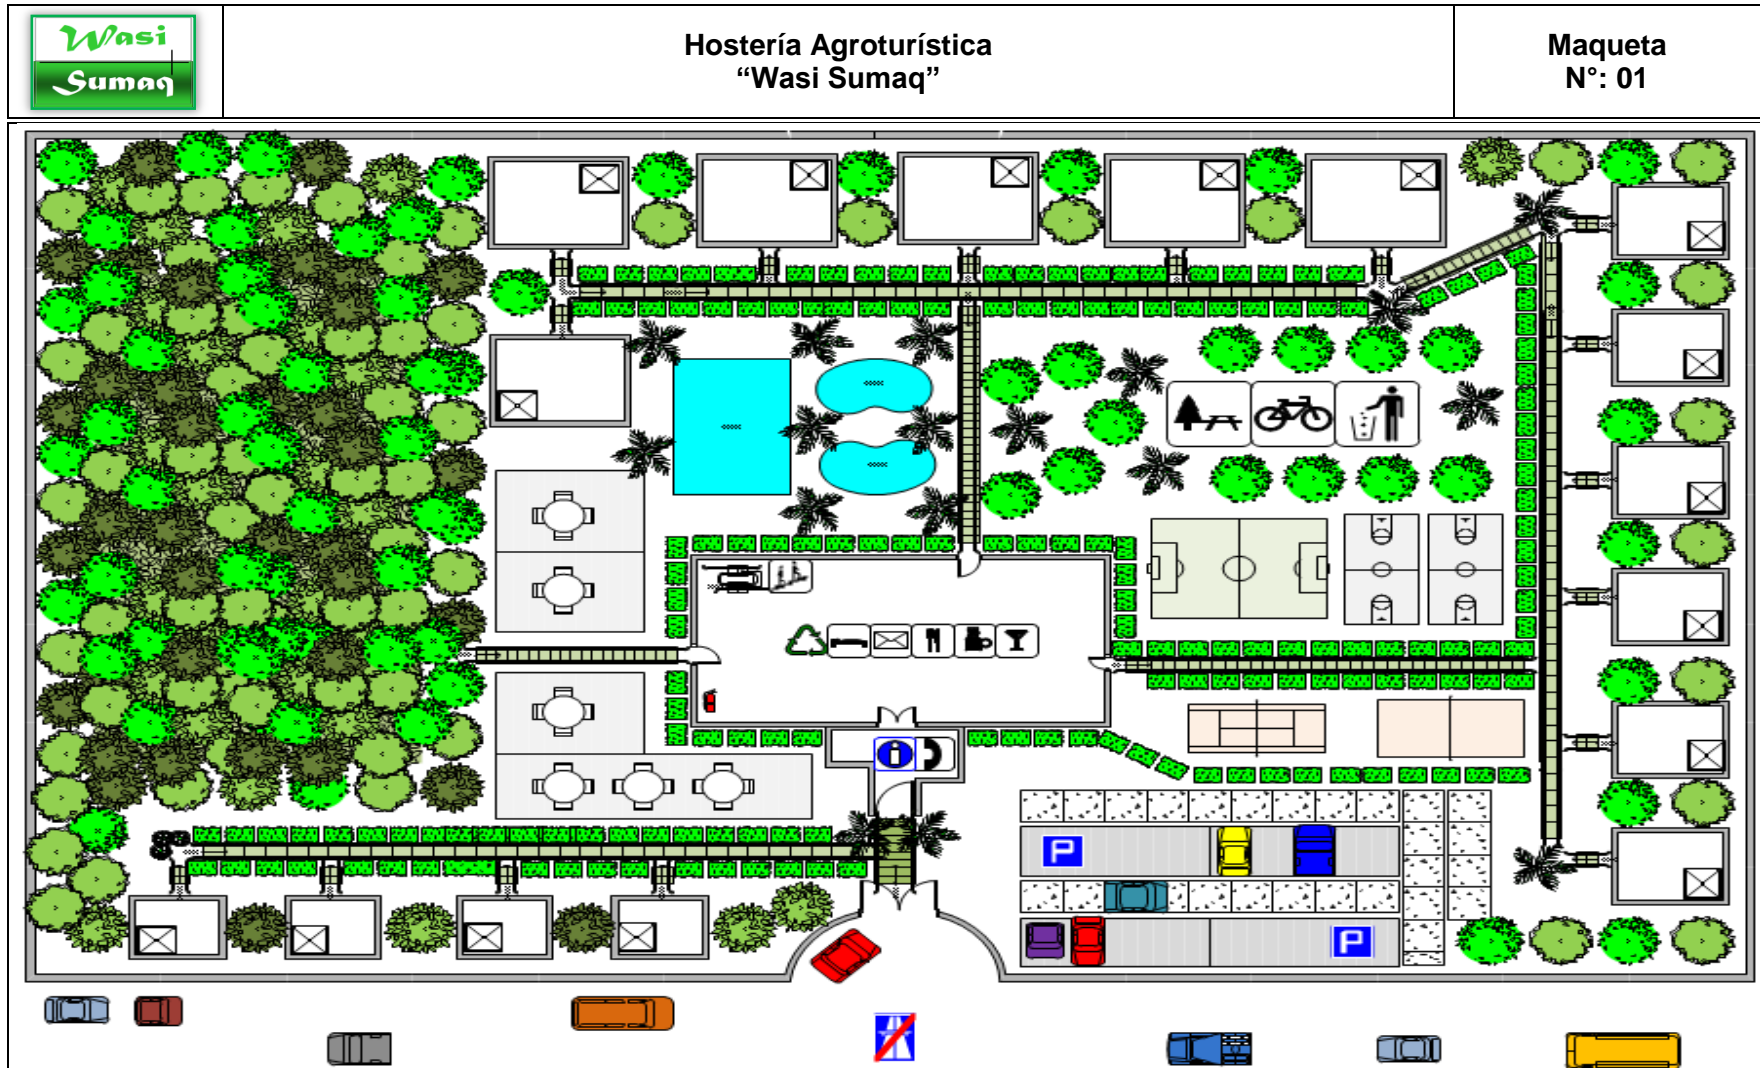 Wasi
Sumaq
Hostería Agroturística
“Wasi Sumaq”
Maqueta
N°: 01
P
P